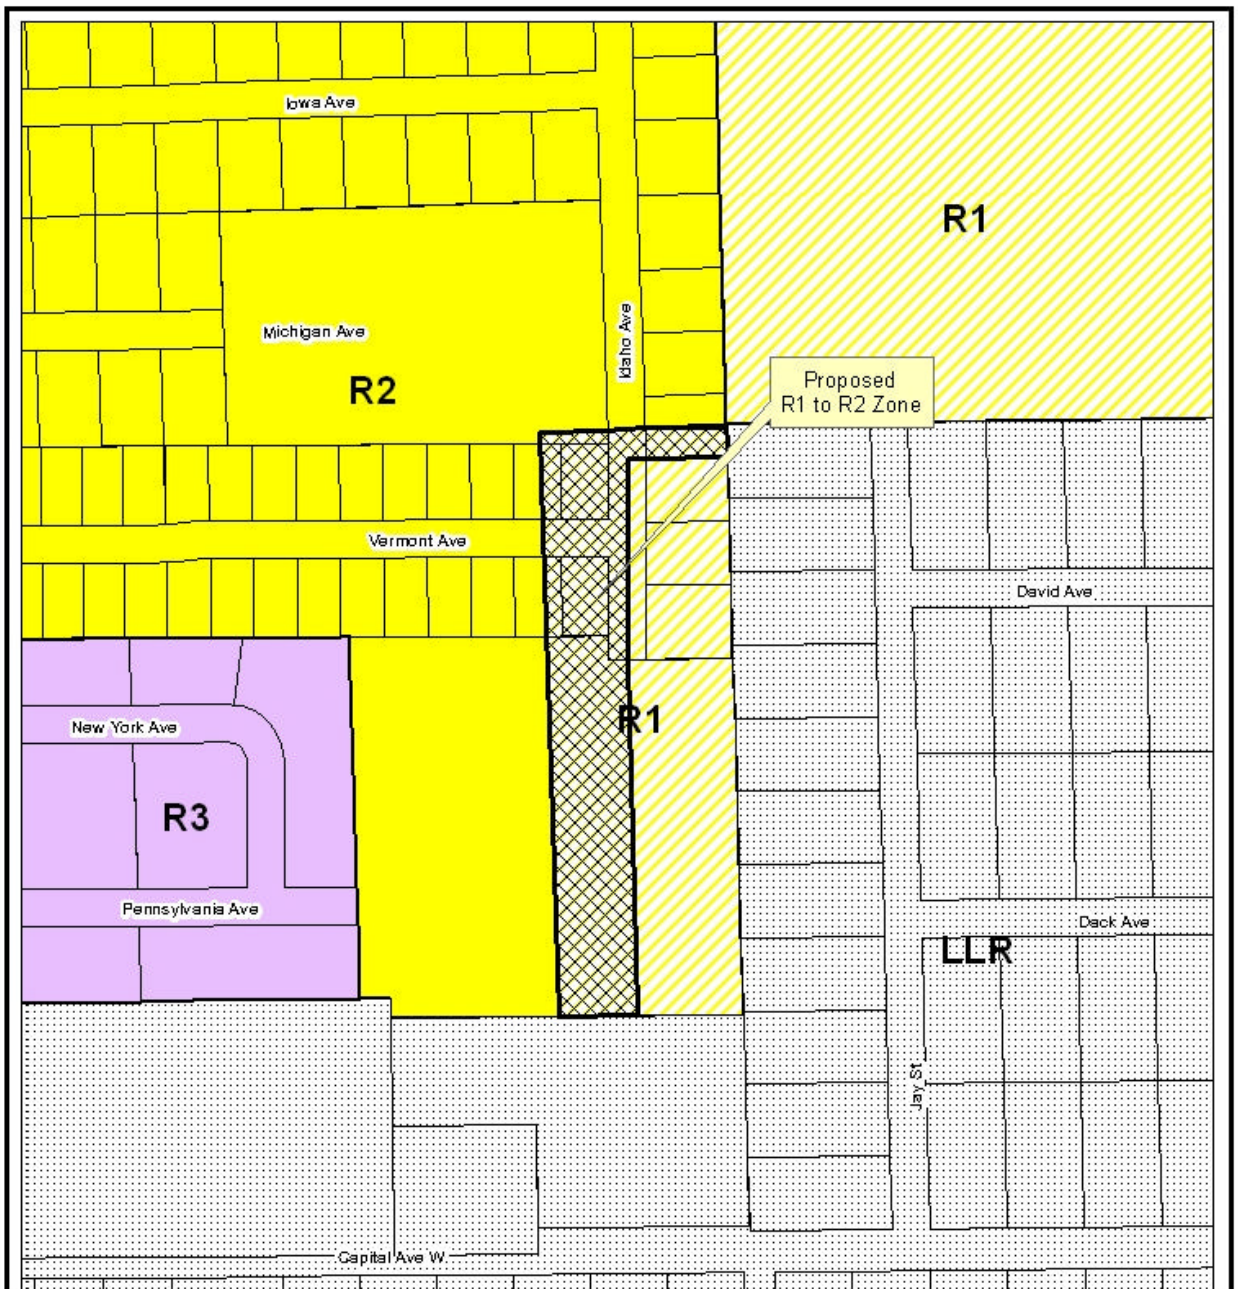 Iowa Ave
R1
Idaho Ave
Michigan Ave
R2
Proposed
R1 to R2 Zone
Vermont Ave
David Ave
R1
New York Ave
R3
Pennsylvania Ave
Dack Ave
LLR
Jay St
Capital Ave W